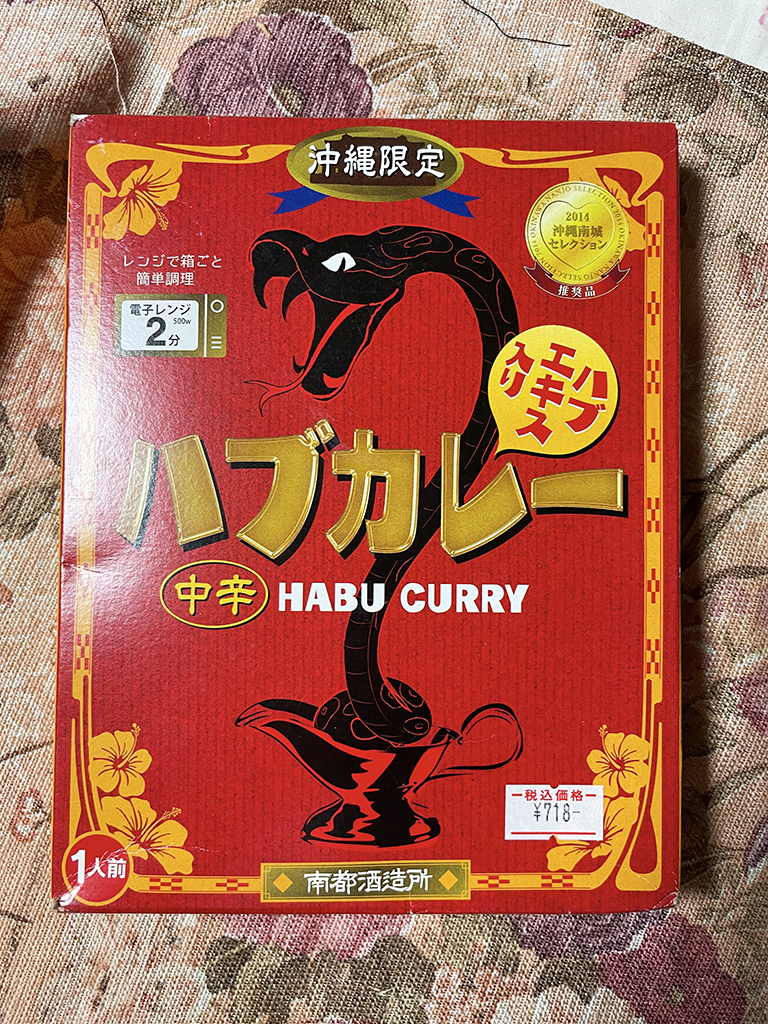 沖縄限定
レンジで箱ごと
簡単調理
電子レンジ
500w
2分
2014
沖縄南城
セレクション
推奨品
ハブ
エキス
入り
ハブカレー
中辛
HABU CURRY
税込価格
¥718-
1人前
南都酒造所